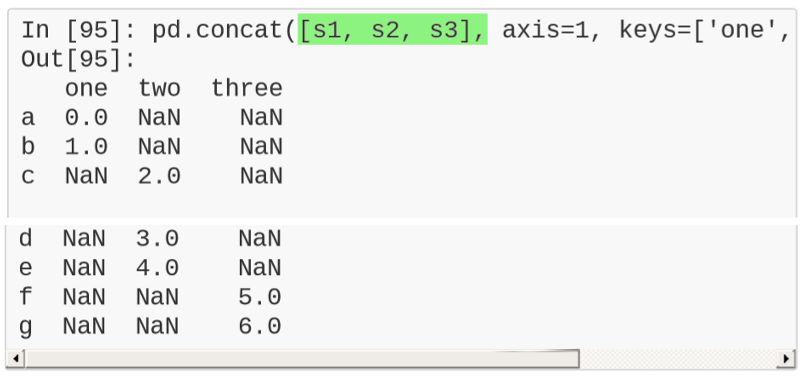 In [95]: pd.concat([s1, s2, s3], axis=1, keys=['one',
Out[95]:
   one  two  three
a  0.0  NaN    NaN
b  1.0  NaN    NaN
c  NaN  2.0    NaN
d  NaN  3.0    NaN
e  NaN  4.0    NaN
f  NaN  NaN    5.0
g  NaN  NaN    6.0